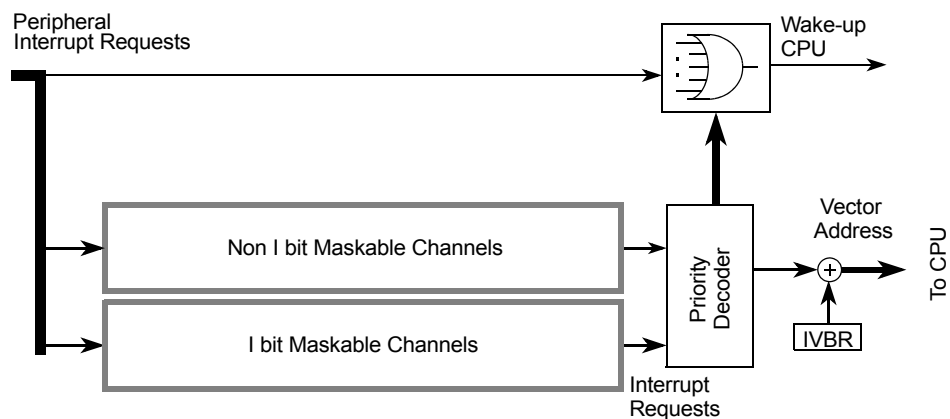 Peripheral
Interrupt Requests
Wake-up
CPU
Non I bit Maskable Channels
I bit Maskable Channels
Priority
Decoder
Interrupt
Requests
Vector
Address
IVBR
To CPU